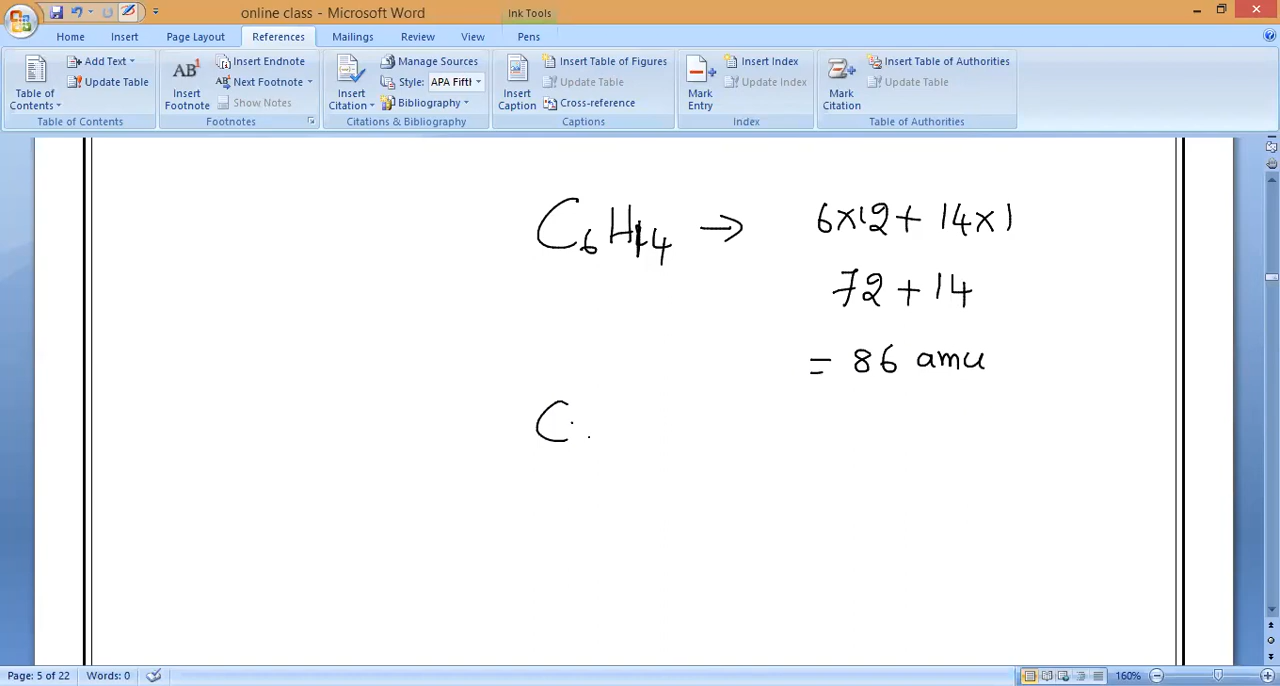 online class - Microsoft Word
Ink Tools
Home Insert Page Layout References Mailings Review View Pens
Table of Contents
Add Text
Update Table
Table of Contents
AB¹
Insert Footnote
Insert Endnote
AB Next Footnote
Show Notes
Footnotes
Insert Citation
Manage Sources
Style: APA Fifth
Bibliography
Citations & Bibliography
Insert Caption
Insert Table of Figures
Update Table
Cross-reference
Captions
Mark Entry
Insert Index
Update Index
Index
Mark Citation
Insert Table of Authorities
Update Table
Table of Authorities
C₆H₁₄ → 6×12 + 14×1
72 + 14
= 86 amu
C
Page: 5 of 22 Words: 0 160%